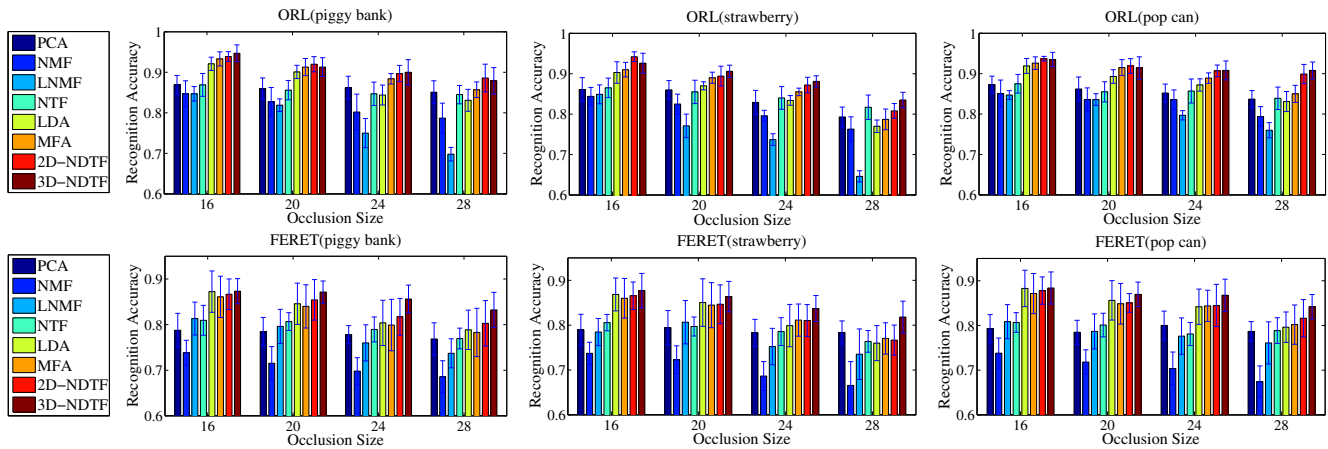 ORL(piggy bank)
ORL(strawberry)
ORL(pop can)
PCA
NMF
LNMF
NTF
LDA
MFA
2D-NDTF
3D-NDTF
Recognition Accuracy
1
0.9
0.8
0.7
0.6
16
20
24
28
Occlusion Size
Recognition Accuracy
1
0.9
0.8
0.7
0.6
16
20
24
28
Occlusion Size
Recognition Accuracy
1
0.9
0.8
0.7
0.6
16
20
24
28
Occlusion Size
FERET(piggy bank)
FERET(strawberry)
FERET(pop can)
PCA
NMF
LNMF
NTF
LDA
MFA
2D-NDTF
3D-NDTF
Recognition Accuracy
0.9
0.8
0.7
0.6
16
20
24
28
Occlusion Size
Recognition Accuracy
0.9
0.8
0.7
0.6
16
20
24
28
Occlusion Size
Recognition Accuracy
0.9
0.8
0.7
0.6
16
20
24
28
Occlusion Size